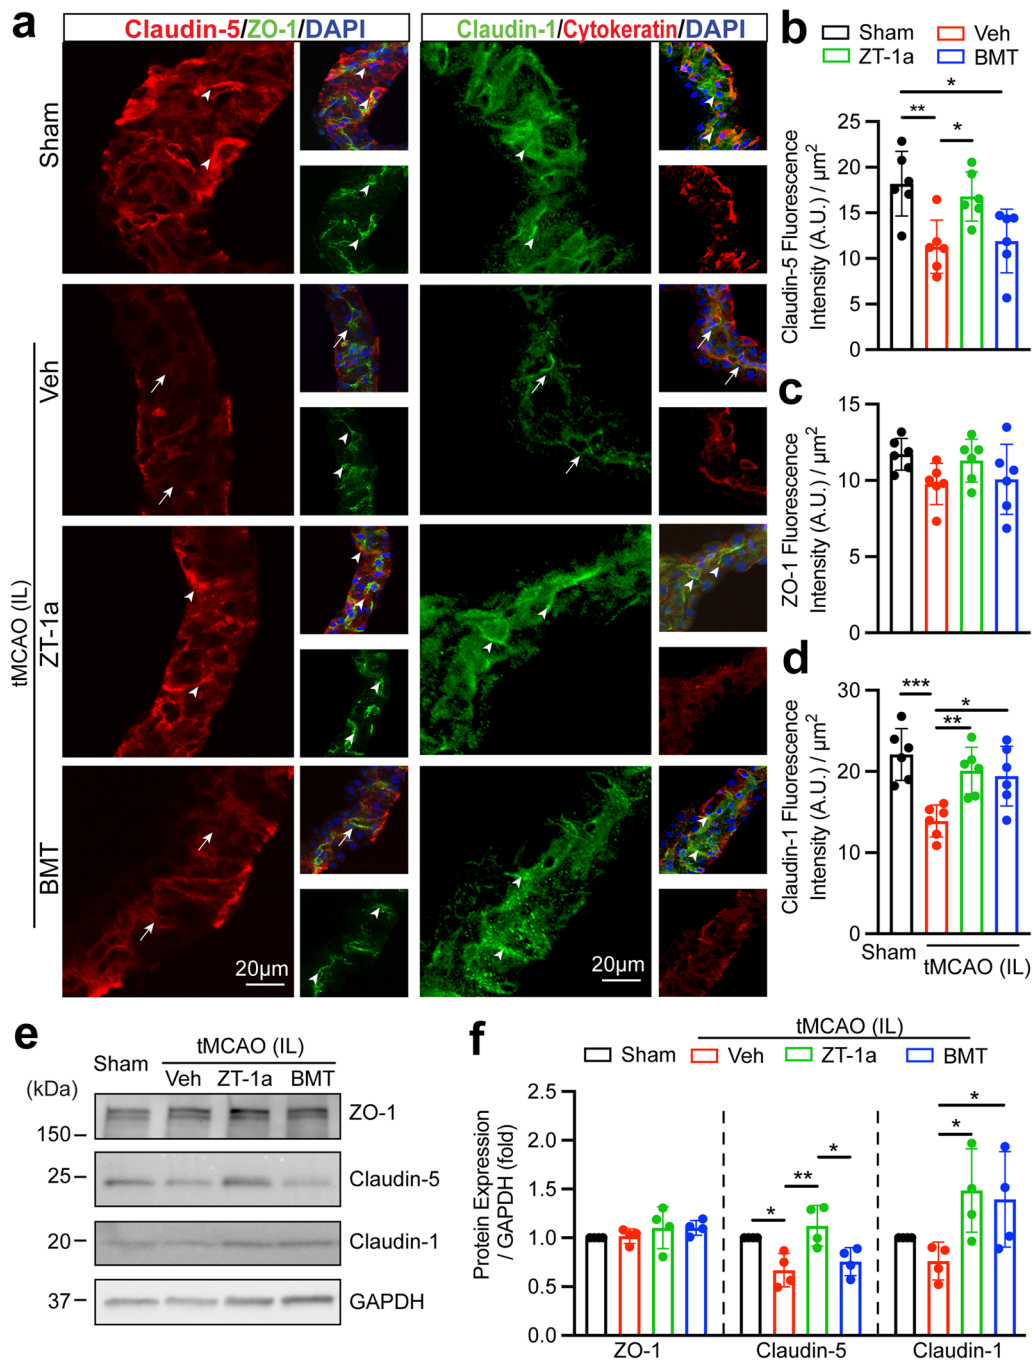 a
Claudin-5/ZO-1/DAPI
Claudin-1/Cytokeratin/DAPI
Sham
Veh
ZT-1a
BMT
tMCAO (IL)
20µm
20µm
b
Sham
Veh
ZT-1a
BMT
Claudin-5 Fluorescence
Intensity (A.U.) / µm²
25
20
15
10
5
0
*
**
*
c
ZO-1 Fluorescence
Intensity (A.U.) / µm²
15
10
5
0
d
Claudin-1 Fluorescence
Intensity (A.U.) / µm²
30
20
10
0
***
*
**
Sham
tMCAO (IL)
e
tMCAO (IL)
Sham
Veh ZT-1a BMT
(kDa)
150
ZO-1
25
Claudin-5
20
Claudin-1
37
GAPDH
f
tMCAO (IL)
Sham Veh ZT-1a BMT
Protein Expression
/ GAPDH (fold)
2.5
2.0
1.5
1.0
0.5
0.0
*
**
*
*
*
ZO-1 Claudin-5 Claudin-1